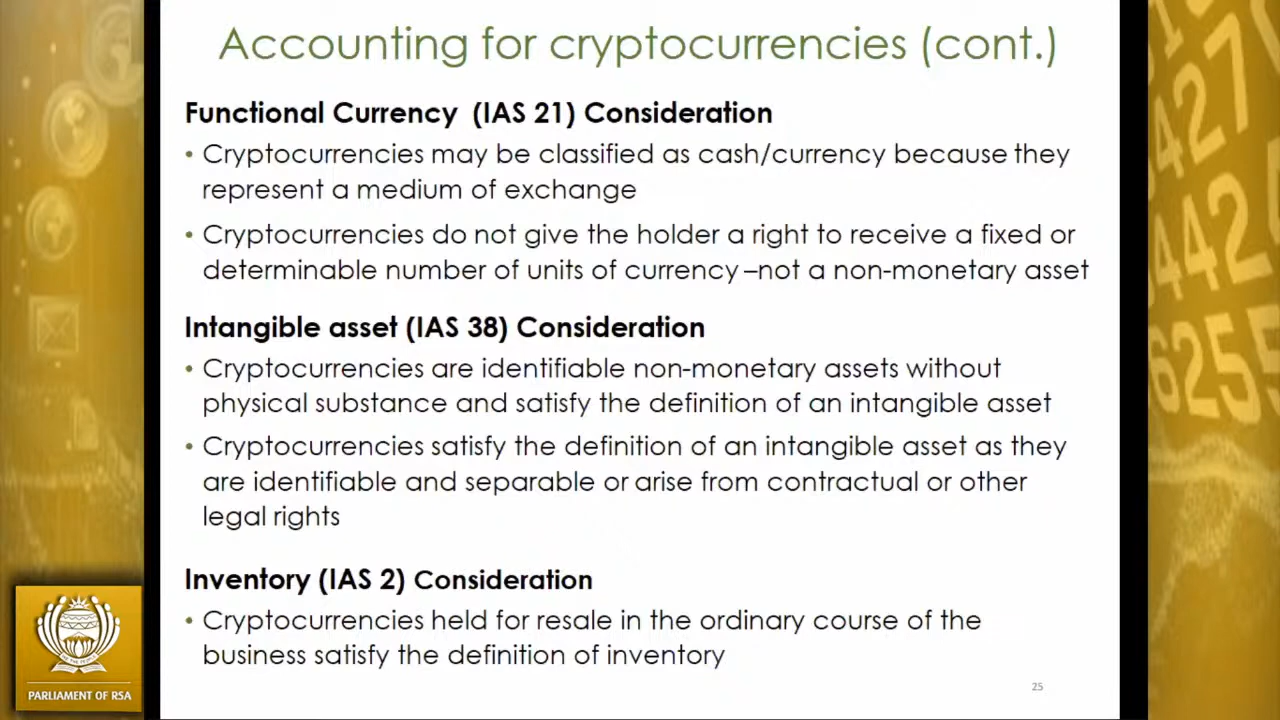 Accounting for cryptocurrencies (cont.)
Functional Currency (IAS 21) Consideration
• Cryptocurrencies may be classified as cash/currency because they
represent a medium of exchange
• Cryptocurrencies do not give the holder a right to receive a fixed or
determinable number of units of currency –not a non-monetary asset
Intangible asset (IAS 38) Consideration
• Cryptocurrencies are identifiable non-monetary assets without
physical substance and satisfy the definition of an intangible asset
• Cryptocurrencies satisfy the definition of an intangible asset as they
are identifiable and separable or arise from contractual or other
legal rights
Inventory (IAS 2) Consideration
• Cryptocurrencies held for resale in the ordinary course of the
business satisfy the definition of inventory
25
PARLIAMENT OF RSA